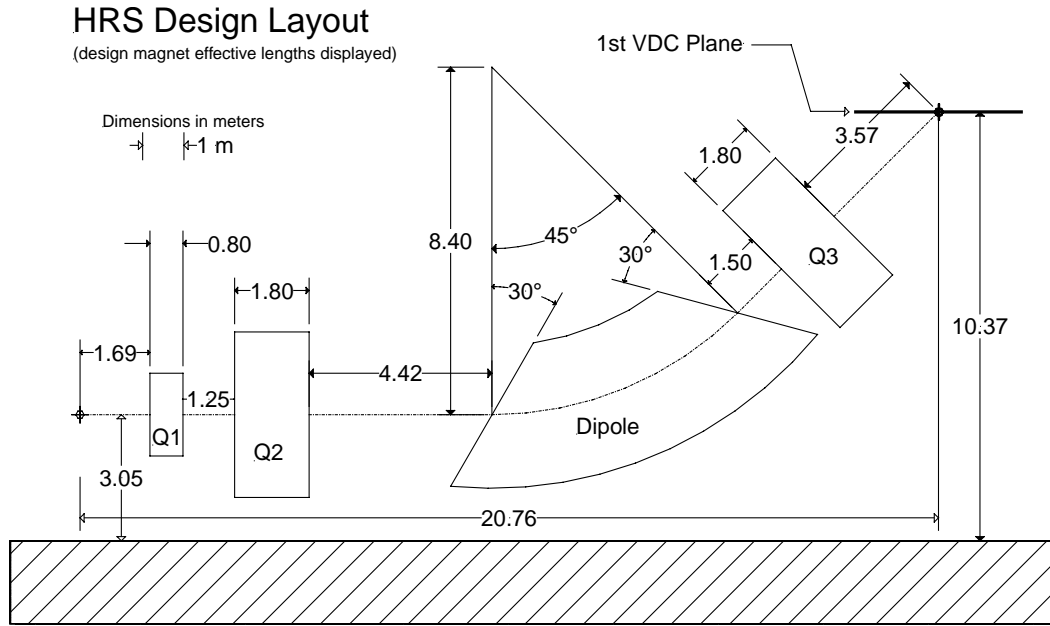 HRS Design Layout
(design magnet effective lengths displayed)
1st VDC Plane
Dimensions in meters
1 m
3.57
1.80
0.80
8.40
45°
30°
1.50
Q3
1.80
30°
10.37
1.69
4.42
1.25
Q1
Q2
Dipole
3.05
20.76